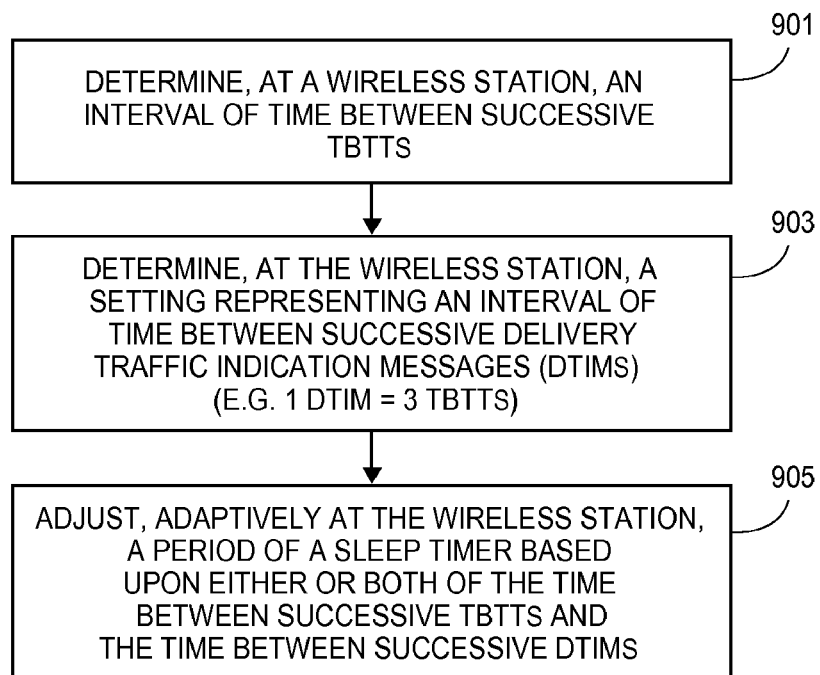 901
DETERMINE, AT A WIRELESS STATION, AN
INTERVAL OF TIME BETWEEN SUCCESSIVE
TBTTS
903
DETERMINE, AT THE WIRELESS STATION, A
SETTING REPRESENTING AN INTERVAL OF
TIME BETWEEN SUCCESSIVE DELIVERY
TRAFFIC INDICATION MESSAGES (DTIMS)
(E.G. 1 DTIM = 3 TBTTS)
905
ADJUST, ADAPTIVELY AT THE WIRELESS STATION,
A PERIOD OF A SLEEP TIMER BASED
UPON EITHER OR BOTH OF THE TIME
BETWEEN SUCCESSIVE TBTTS AND
THE TIME BETWEEN SUCCESSIVE DTIMS